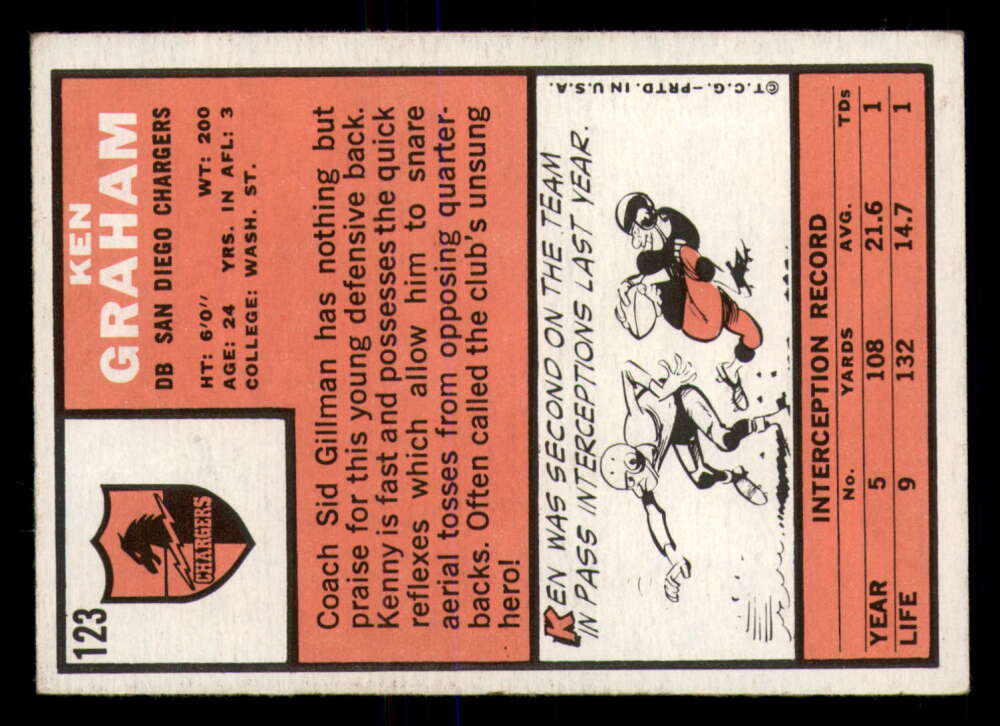 123
CHARGERS
KEN
GRAHAM
DB SAN DIEGO CHARGERS
HT: 6'0" WT: 200
AGE: 24 YRS. IN AFL: 3
COLLEGE: WASH. ST.
Coach Sid Gillman has nothing but
praise for this young defensive back.
Kenny is fast and possesses the quick
reflexes which allow him to snare
aerial tosses from opposing quarter-
backs. Often called the club's unsung
hero!
KEN WAS SECOND ON THE TEAM
IN PASS INTERCEPTIONS LAST YEAR.
© T.C.G.-PRTD. IN U.S.A.
INTERCEPTION RECORD
No. YARDS AVG. TDs
YEAR 5 108 21.6 1
LIFE 9 132 14.7 1